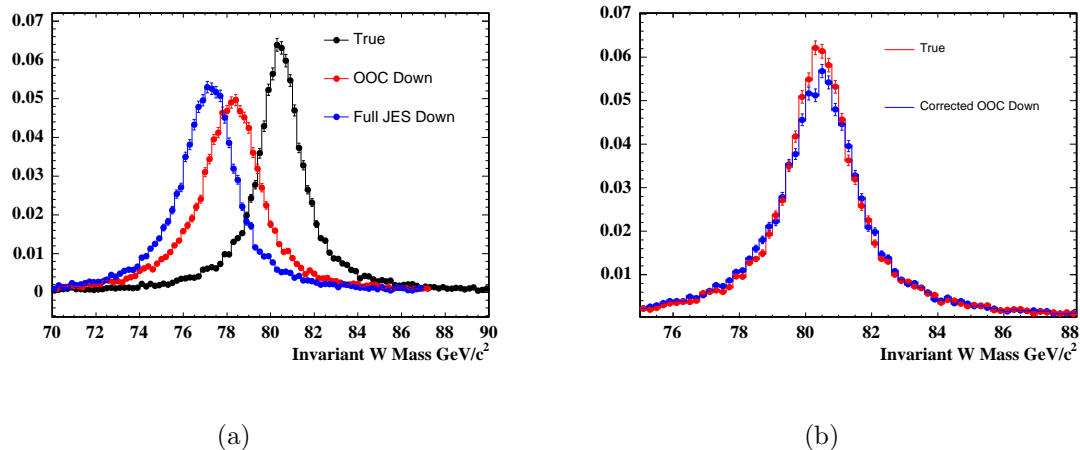 0.07
0.06
0.05
0.04
0.03
0.02
0.01
0
True
OOC Down
Full JES Down
70 72 74 76 78 80 82 84 86 88 90
Invariant W Mass GeV/c²
(a)
0.07
0.06
0.05
0.04
0.03
0.02
0.01
True
Corrected OOC Down
76 78 80 82 84 86 88
Invariant W Mass GeV/c²
(b)